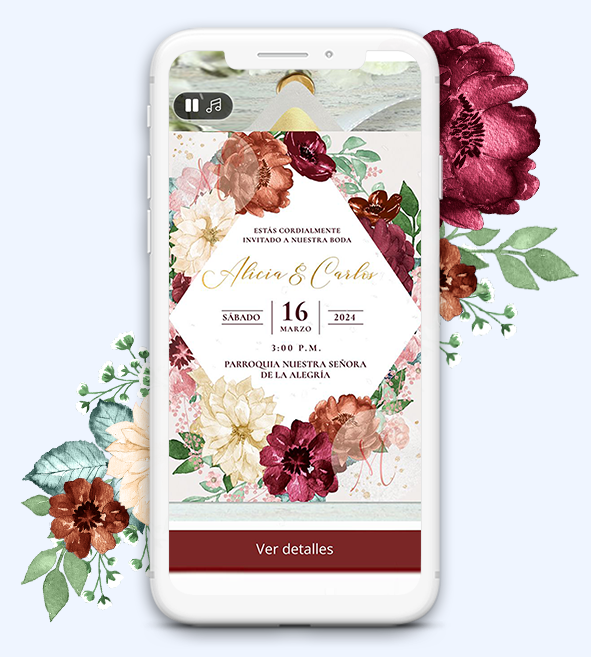 ESTÁS CORDIALMENTE
INVITADO A NUESTRA BODA
Alicia & Carlos
SÁBADO
16
MARZO
2024
3:00 P.M.
PARROQUIA NUESTRA SEÑORA
DE LA ALEGRÍA
Ver detalles